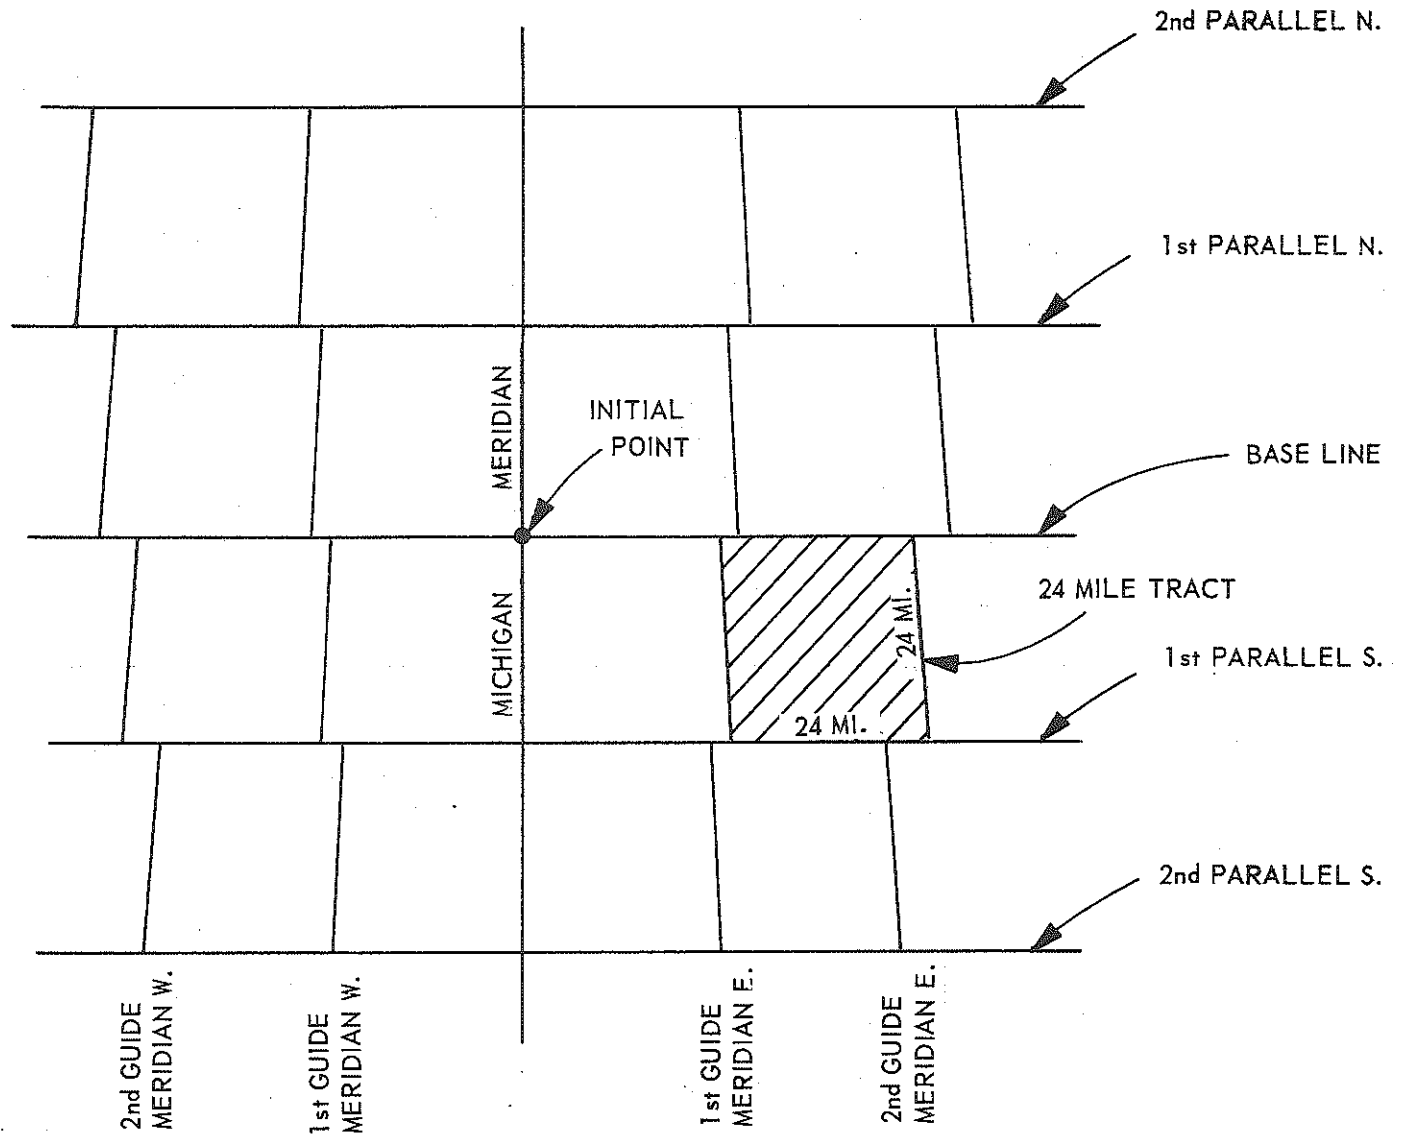 2nd PARALLEL N.
1st PARALLEL N.
MERIDIAN
INITIAL
POINT
BASE LINE
MICHIGAN
24 MI.
24 MILE TRACT
1st PARALLEL S.
24 MI.
2nd PARALLEL S.
2nd GUIDE
MERIDIAN W.
1st GUIDE
MERIDIAN W.
1st GUIDE
MERIDIAN E.
2nd GUIDE
MERIDIAN E.